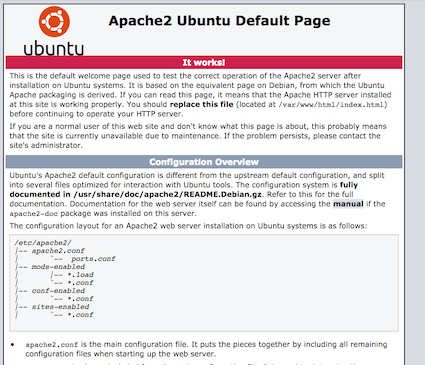 Apache2 Ubuntu Default Page
ubuntu
It works!
This is the default welcome page used to test the correct operation of the Apache2 server after
installation on Ubuntu systems. It is based on the equivalent page on Debian, from which the Ubuntu
Apache packaging is derived. If you can read this page, it means that the Apache HTTP server installed
at this site is working properly. You should replace this file (located at /var/www/html/index.html)
before continuing to operate your HTTP server.
If you are a normal user of this web site and don't know what this page is about, this probably means
that the site is currently unavailable due to maintenance. If the problem persists, please contact the
site's administrator.
Configuration Overview
Ubuntu's Apache2 default configuration is different from the upstream default configuration, and split
into several files optimized for interaction with Ubuntu tools. The configuration system is fully
documented in /usr/share/doc/apache2/README.Debian.gz. Refer to this for the full
documentation. Documentation for the web server itself can be found by accessing the manual if the
apache2-doc package was installed on this server.
The configuration layout for an Apache2 web server installation on Ubuntu systems is as follows:
/etc/apache2/
|-- apache2.conf
|       `--  ports.conf
|-- mods-enabled
|       |-- *.load
|       `-- *.conf
|-- conf-enabled
|       `-- *.conf
|-- sites-enabled
|       `-- *.conf
• apache2.conf is the main configuration file. It puts the pieces together by including all remaining
configuration files when starting up the web server.